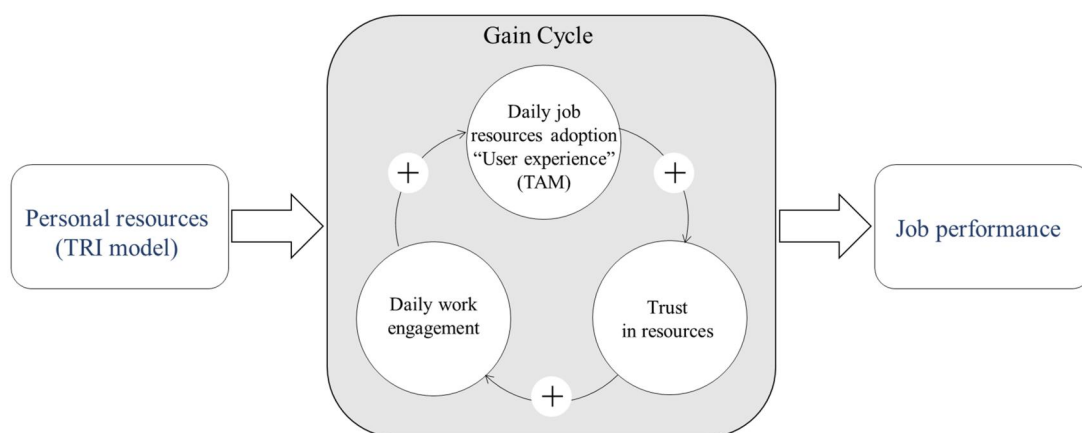 Gain Cycle
Daily job
resources adoption
“User experience”
(TAM)
+
+
Personal resources
(TRI model)
Job performance
Daily work
engagement
Trust
in resources
+